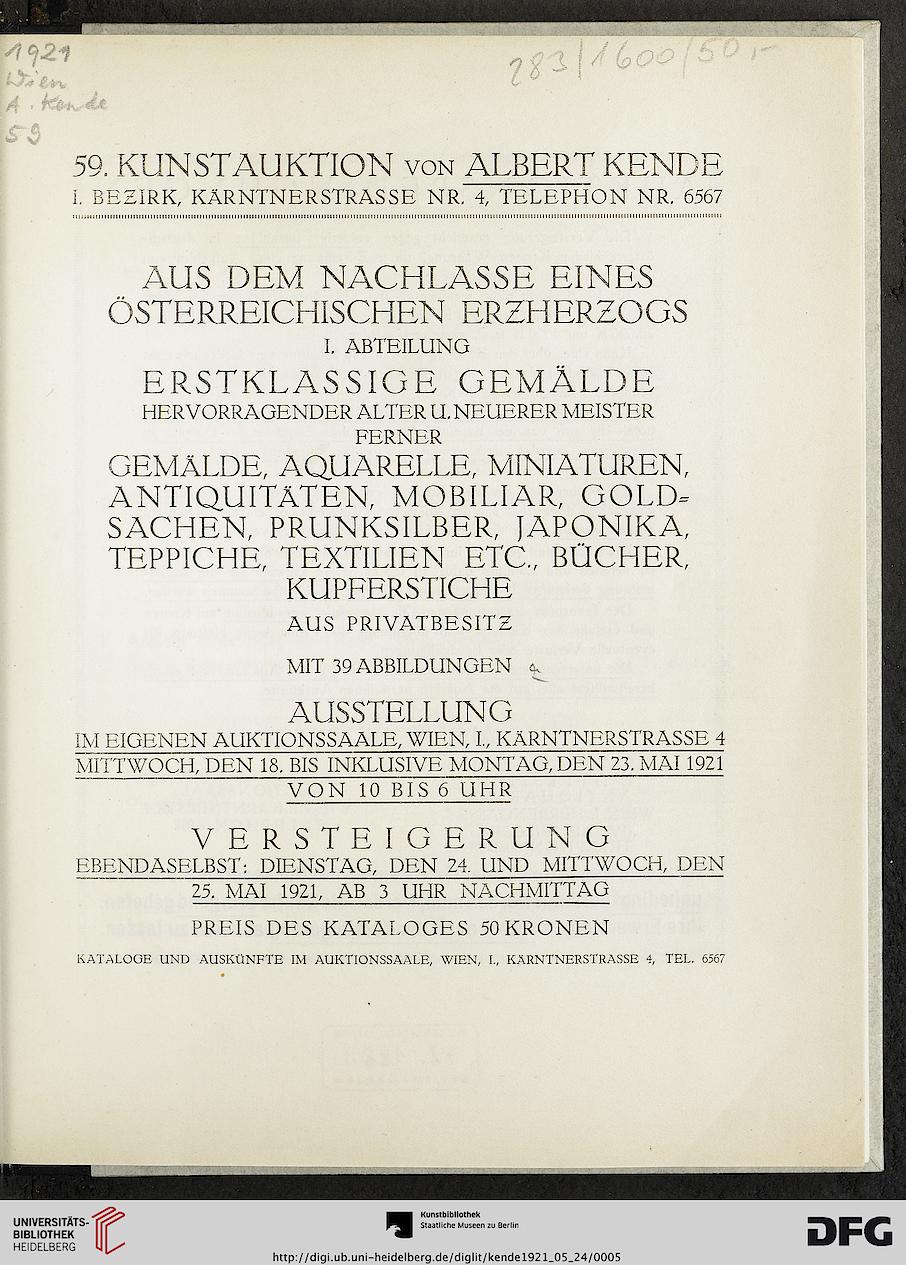 1921
Wien
A. Kende
59
283/1600/50,-
59. KUNSTAUKTION VON ALBERT KENDE
I. BEZIRK, KÄRNTNERSTRASSE NR. 4, TELEPHON NR. 6567
AUS DEM NACHLASSE EINES
ÖSTERREICHISCHEN ERZHERZOGS
I. ABTEILUNG
ERSTKLASSIGE GEMÄLDE
HERVORRAGENDER ALTER U. NEUERER MEISTER
FERNER
GEMÄLDE, AQUARELLE, MINIATUREN,
ANTIQUITÄTEN, MOBILIAR, GOLD-
SACHEN, PRUNKSILBER, JAPONIKA,
TEPPICHE, TEXTILIEN ETC., BÜCHER,
KUPFERSTICHE
AUS PRIVATBESITZ
MIT 39 ABBILDUNGEN
AUSSTELLUNG
IM EIGENEN AUKTIONSSAALE, WIEN, I., KÄRNTNERSTRASSE 4
MITTWOCH, DEN 18. BIS INKLUSIVE MONTAG, DEN 23. MAI 1921
VON 10 BIS 6 UHR
VERSTEIGERUNG
EBENDASELBST: DIENSTAG, DEN 24. UND MITTWOCH, DEN
25. MAI 1921, AB 3 UHR NACHMITTAG
PREIS DES KATALOGES 50 KRONEN
KATALOGE UND AUSKÜNFTE IM AUKTIONSSAALE, WIEN, I., KÄRNTNERSTRASSE 4, TEL. 6567
UNIVERSITÄTS-
BIBLIOTHEK
HEIDELBERG
Kunstbibliothek
Staatliche Museen zu Berlin
DFG
http://digi.ub.uni-heidelberg.de/diglit/kende1921_05_24/0005